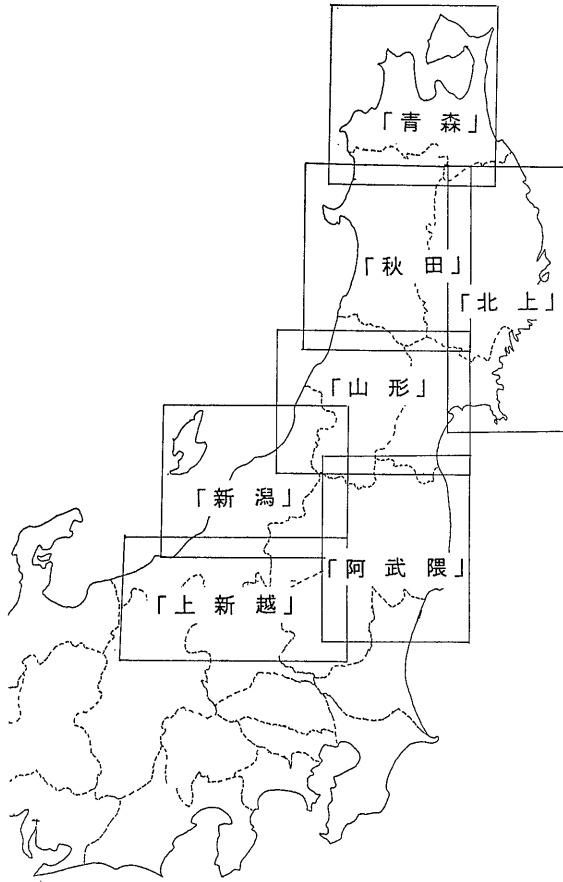 「青 森」
「秋 田」
「北 上」
「山 形」
「新 潟」
「阿 武 隈」
「上 新 越」